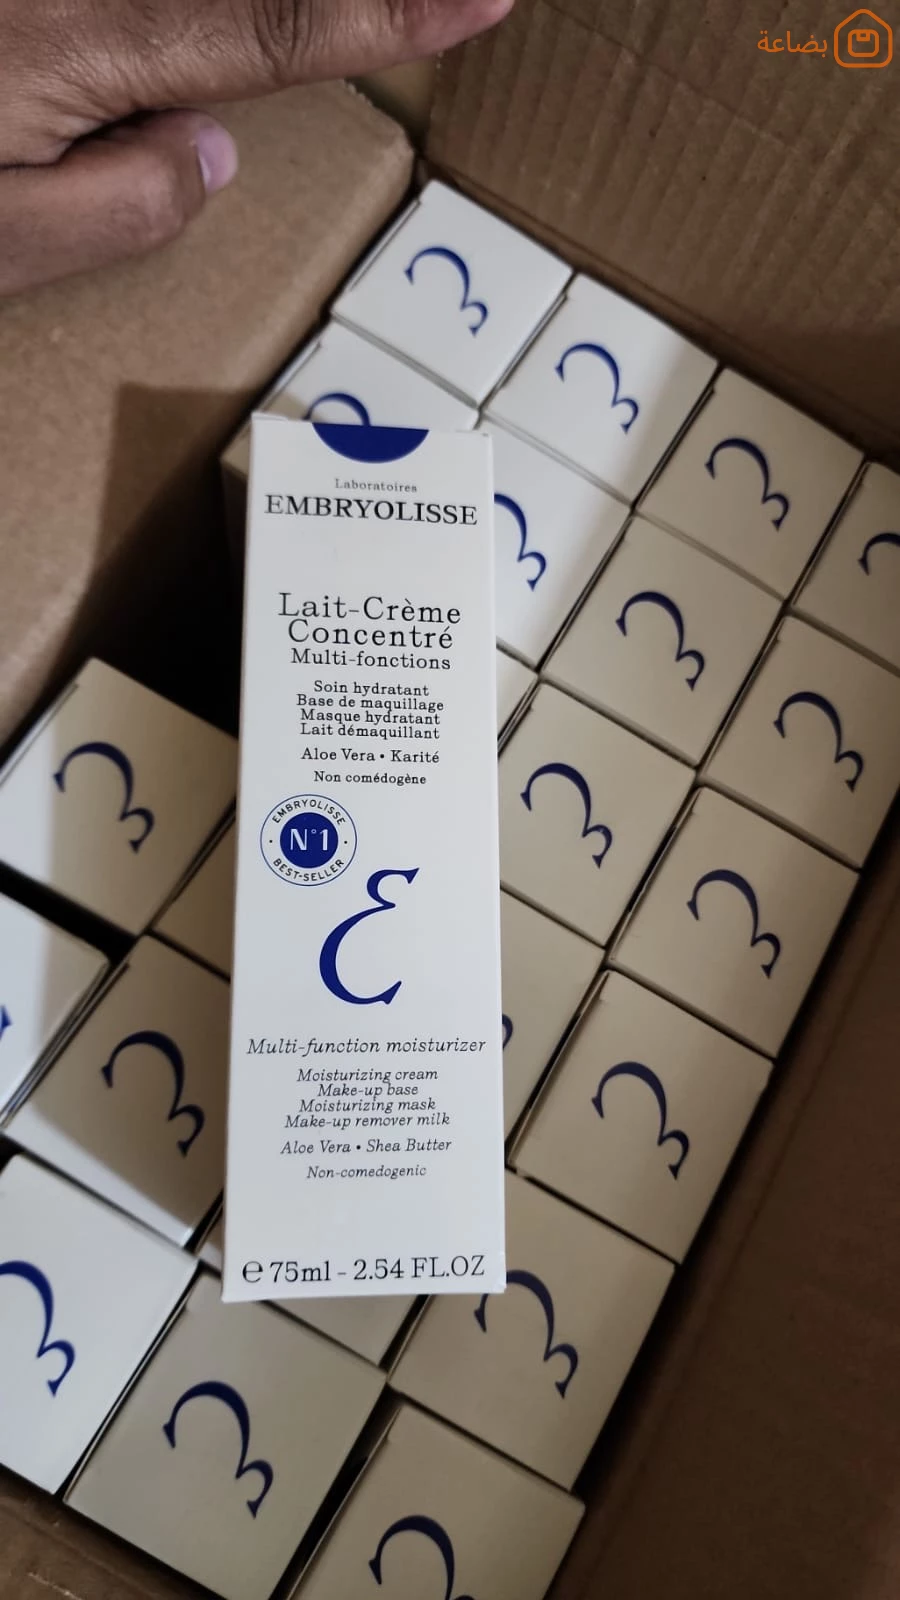 بضاعة
Laboratoires
EMBRYOLISSE
Lait-Crème
Concentré
Multi-fonctions
Soin hydratant
Base de maquillage
Masque hydratant
Lait démaquillant
Aloe Vera • Karité
Non comédogène
EMBRYOLISSE
N°1
BEST-SELLER
Multi-function moisturizer
Moisturizing cream
Make-up base
Moisturizing mask
Make-up remover milk
Aloe Vera • Shea Butter
Non-comedogenic
℮ 75ml - 2.54 FL.OZ